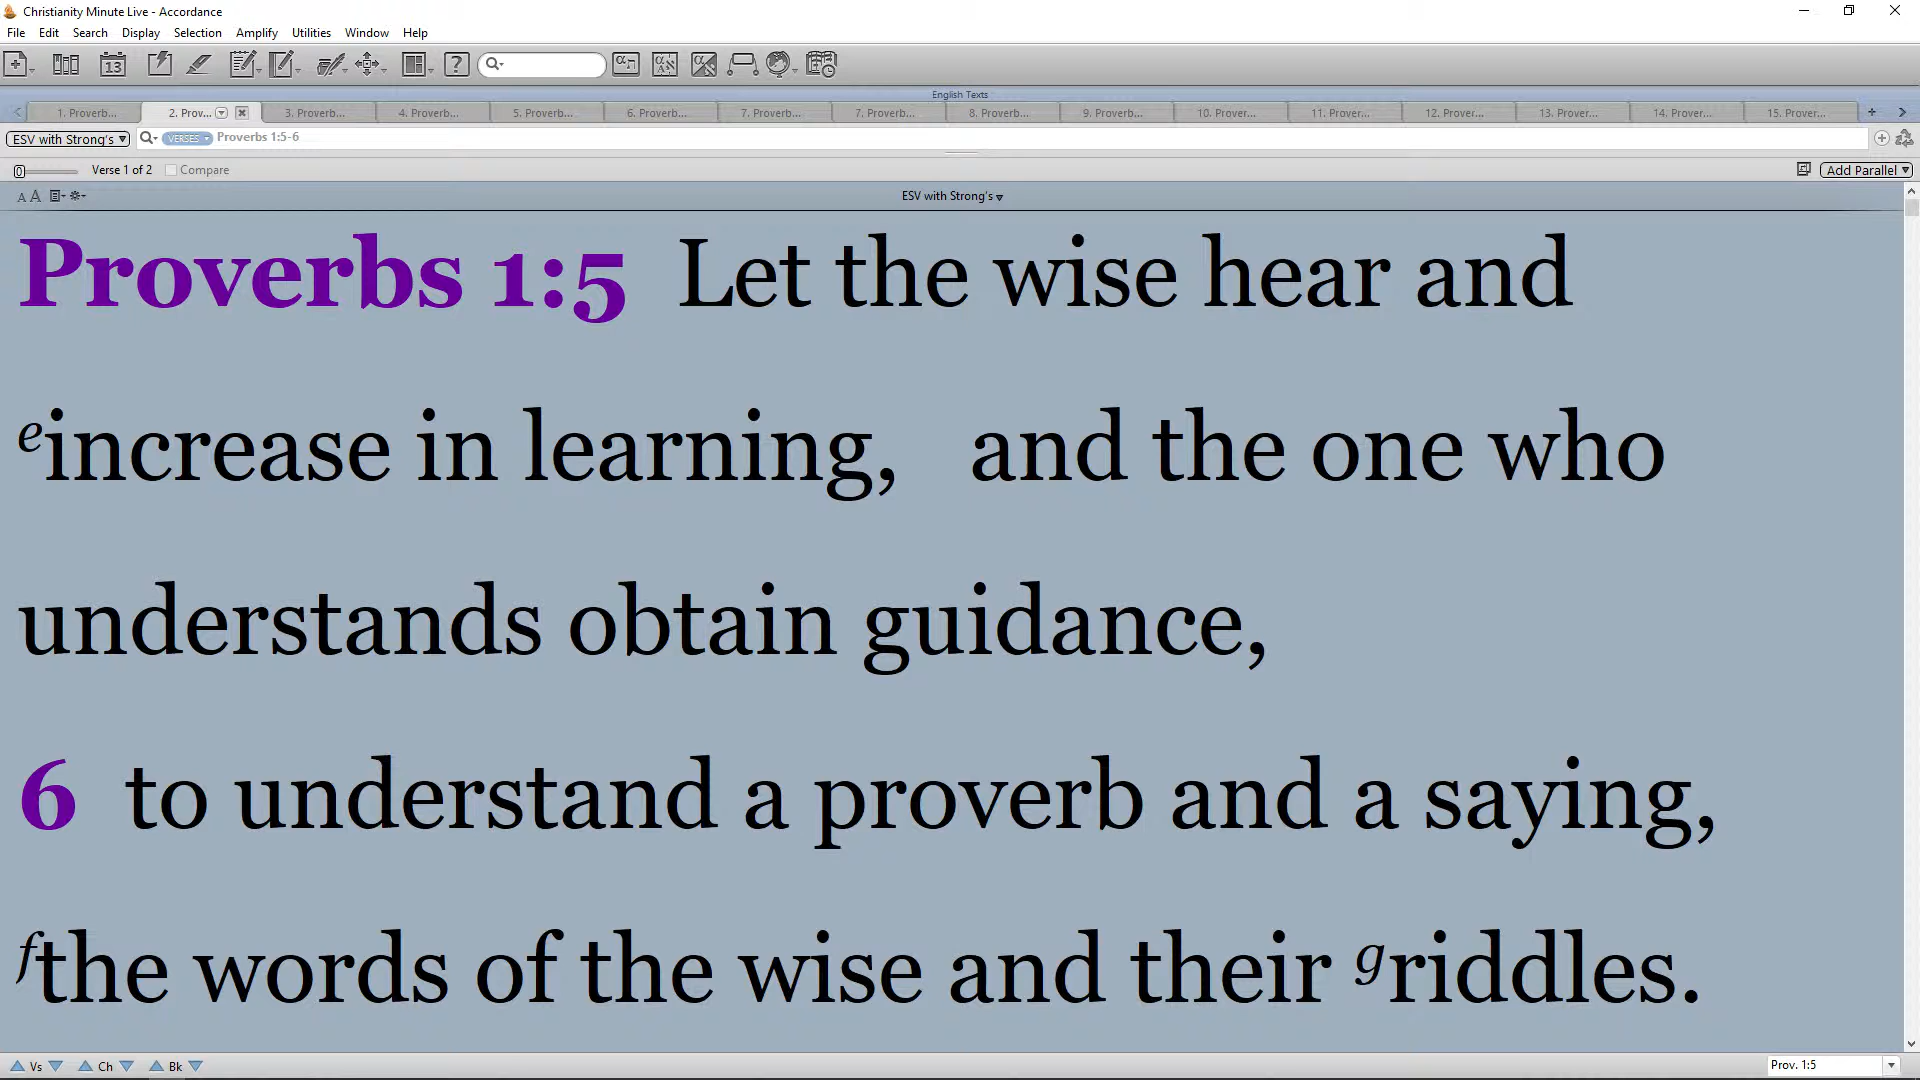 Christianity Minute Live - Accordance
File Edit Search Display Selection Amplify Utilities Window Help
13
English Texts
1. Proverb... 2. Prov... 3. Proverb... 4. Proverb... 5. Proverb... 6. Proverb... 7. Proverb... 7. Proverb... 8. Proverb... 9. Proverb... 10. Prover... 11. Prover... 12. Prover... 13. Prover... 14. Prover... 15. Prover...
ESV with Strong's VERSES Proverbs 1:5-6
0 Verse 1 of 2 Compare Add Parallel
A A ESV with Strong's
Proverbs 1:5 Let the wise hear and
e increase in learning, and the one who
understands obtain guidance,
6 to understand a proverb and a saying,
f the words of the wise and their g riddles.
Vs Ch Bk Prov. 1:5